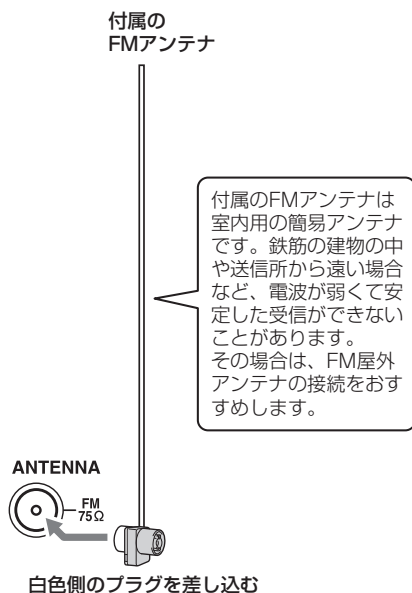 付属の
FMアンテナ
付属のFMアンテナは
室内用の簡易アンテナ
です。鉄筋の建物の中
や送信所から遠い場合
など、電波が弱くて安
定した受信ができない
ことがあります。
その場合は、FM屋外
アンテナの接続をおす
すめします。
ANTENNA
FM
75Ω
白色側のプラグを差し込む